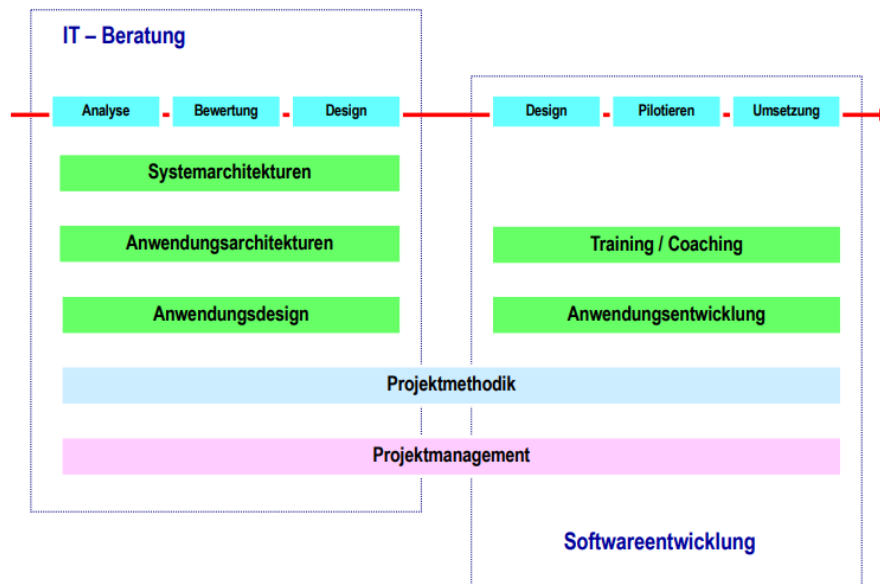 IT – Beratung
Analyse
Bewertung
Design
Design
Pilotieren
Umsetzung
Systemarchitekturen
Anwendungsarchitekturen
Training / Coaching
Anwendungsdesign
Anwendungsentwicklung
Projektmethodik
Projektmanagement
Softwareentwicklung